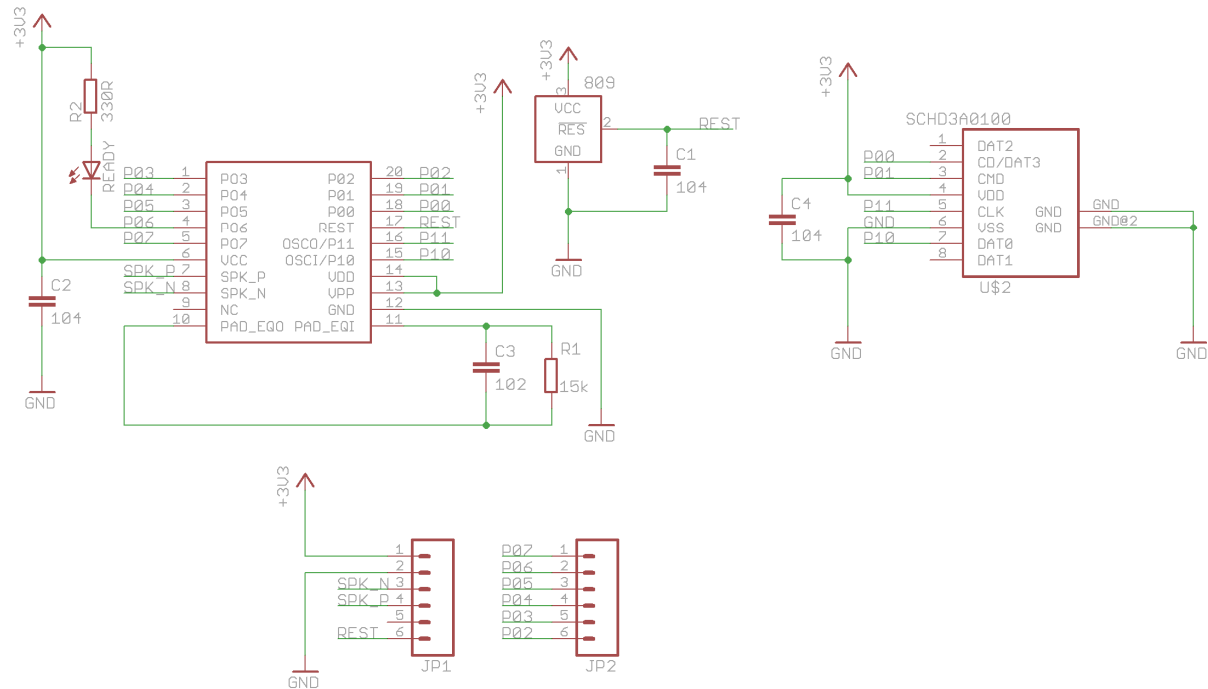 +3V3
R2
330R
READY
P03 1 P03
P04 2 P04
P05 3 P05
P06 4 P06
P07 5 P07
6 VCC
SPK_P 7 SPK_P
SPK_N 8 SPK_N
9 NC
10 PAD_EQO
P02 20 P02
P01 19 P01
P00 18 P00
REST 17 REST
OSCO/P11 16 P11
OSCI/P10 15 P10
VDD 14
VPP 13
GND 12
PAD_EQI 11
C2
104
GND
+3V3
C3
102
R1
15k
GND
+3V3
809
3
VCC
RES 2 REST
GND
1
C1
104
GND
+3V3
SCHD3A0100
1 DAT2
P00 2 CD/DAT3
P01 3 CMD
4 VDD
P11 5 CLK
GND 6 VSS
P10 7 DAT0
8 DAT1
GND GND
GND GND@2
U$2
C4
104
GND
GND
+3V3
1
2
SPK_N 3
SPK_P 4
5
REST 6
JP1
GND
P07 1
P06 2
P05 3
P04 4
P03 5
P02 6
JP2